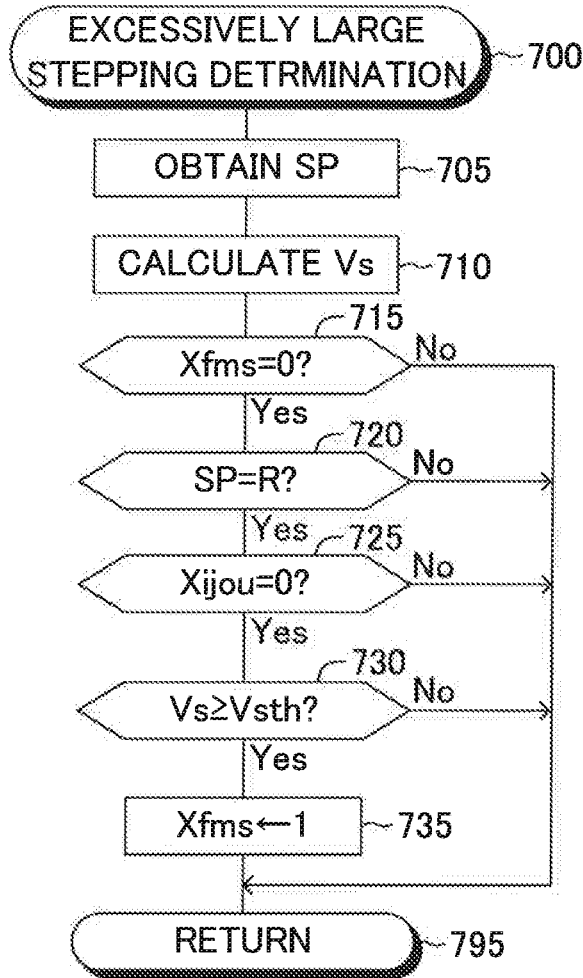 EXCESSIVELY LARGE
STEPPING DETRMINATION
700
OBTAIN SP
705
CALCULATE Vs
710
715
Xfms=0?
No
Yes
720
SP=R?
No
Yes
725
Xijou=0?
No
Yes
730
Vs≥Vsth?
No
Yes
Xfms←1
735
RETURN
795